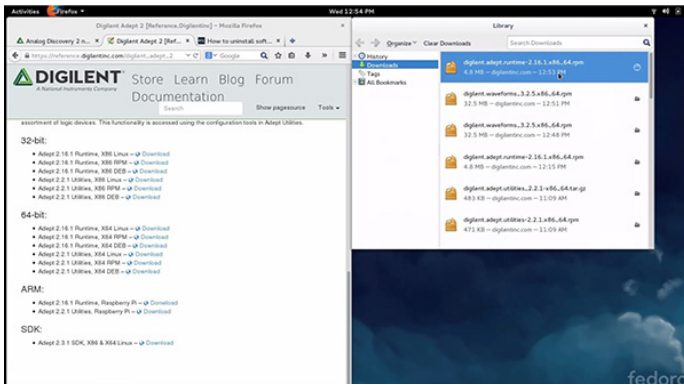 Activities Firefox Wed 12:54 PM
Digilent Adept 2 [Reference.Digilentinc] – Mozilla Firefox
Analog Discovery 2 n... Digilent Adept 2 [Ref... How to uninstall soft...
https://reference.digilentinc.com/digilent_adept_2 Google
DIGILENT Store Learn Blog Forum
A National Instruments Company
Documentation
Search Show pagesource Tools
assortment of logic devices. This functionality is accessed using the configuration tools in Adept Utilities.
32-bit:
Adept 2.16.1 Runtime, X86 Linux – Download
Adept 2.16.1 Runtime, X86 RPM – Download
Adept 2.16.1 Runtime, X86 DEB – Download
Adept 2.2.1 Utilities, X86 Linux – Download
Adept 2.2.1 Utilities, X86 RPM – Download
Adept 2.2.1 Utilities, X86 DEB – Download
64-bit:
Adept 2.16.1 Runtime, X64 Linux – Download
Adept 2.16.1 Runtime, X64 RPM – Download
Adept 2.16.1 Runtime, X64 DEB – Download
Adept 2.2.1 Utilities, X64 Linux – Download
Adept 2.2.1 Utilities, X64 RPM – Download
Adept 2.2.1 Utilities, X64 DEB – Download
ARM:
Adept 2.16.1 Runtime, Raspberry Pi – Download
Adept 2.2.1 Utilities, Raspberry Pi – Download
SDK:
Adept 2.3.1 SDK, X86 & X64 Linux – Download
Library
Organize Clear Downloads Search Downloads
History
Downloads
Tags
All Bookmarks
digilent.adept.runtime-2.16.1.x86_64.rpm
4.8 MB — digilentinc.com — 12:53 PM
digilent.waveforms_3.2.5.x86_64.rpm
32.5 MB — digilentinc.com — 12:51 PM
digilent.waveforms_3.2.5.x86_64.rpm
32.5 MB — digilentinc.com — 12:48 PM
digilent.adept.runtime-2.16.1.x86_64.rpm
4.8 MB — digilentinc.com — 12:15 PM
digilent.adept.utilities_2.2.1-x86_64.tar.gz
483 KB — digilentinc.com — 11:09 AM
digilent.adept.utilities-2.2.1.x86_64.rpm
471 KB — digilentinc.com — 11:09 AM
fedora